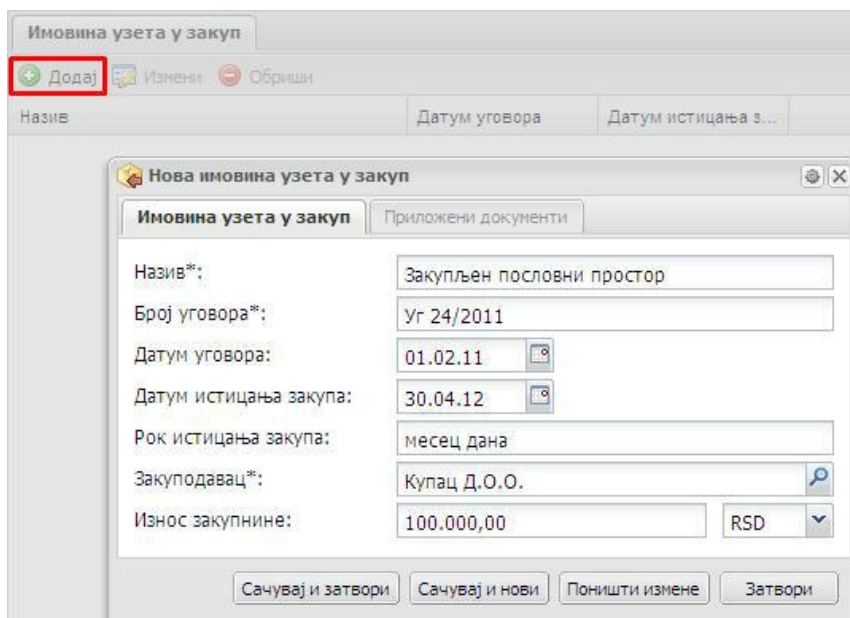 Имовина узета у закуп
Додај Измени Обриши
Назив Датум уговора Датум истицања з...
Нова имовина узета у закуп
Имовина узета у закуп Приложени документи
Назив*: Закупљен пословни простор
Број уговора*: Уг 24/2011
Датум уговора: 01.02.11
Датум истицања закупа: 30.04.12
Рок истицања закупа: месец дана
Закуподавац*: Купац Д.О.О.
Износ закупнине: 100.000,00 RSD
Сачувај и затвори Сачувај и нови Поништи измене Затвори